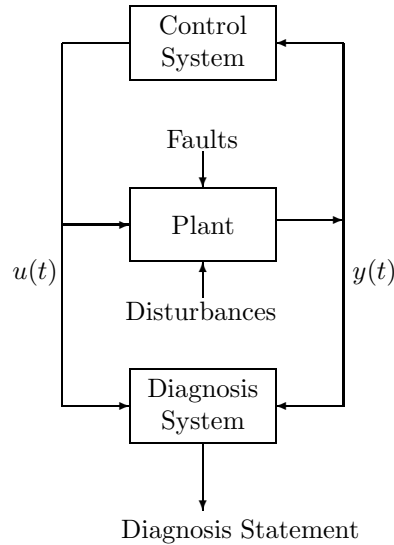 Control
System
Faults
Plant
u(t)
y(t)
Disturbances
Diagnosis
System
Diagnosis Statement